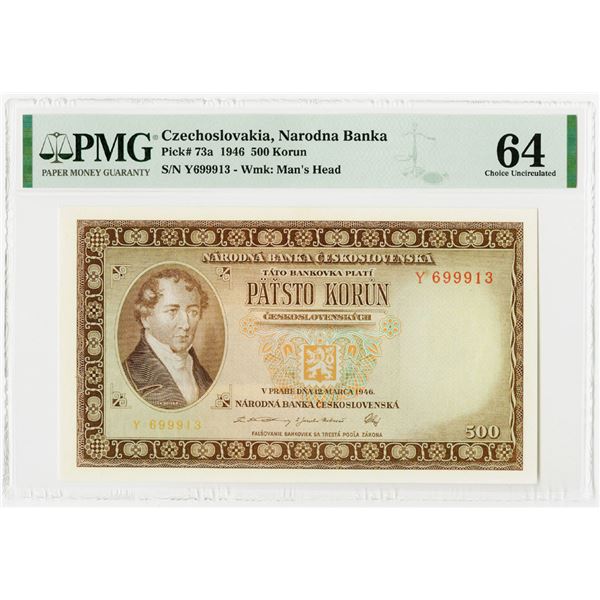 PMG
PAPER MONEY GUARANTY
Czechoslovakia, Narodna Banka
Pick# 73a 1946 500 Korun
S/N Y699913 - Wmk: Man's Head
64
Choice Uncirculated
NÁRODNÁ BANKA ČESKOSLOVENSKÁ
TÁTO BANKOVKA PLATÍ
Y 699913
PÄŤSTO KORÚN
ČESKOSLOVENSKÝCH
V PRAHE DŇA 12 MARCA 1946.
NÁRODNÁ BANKA ČESKOSLOVENSKÁ
Y 699913
500
FALŠOVANIE BANKOVIEK SA TRESTÁ PODĽA ZÁKONA